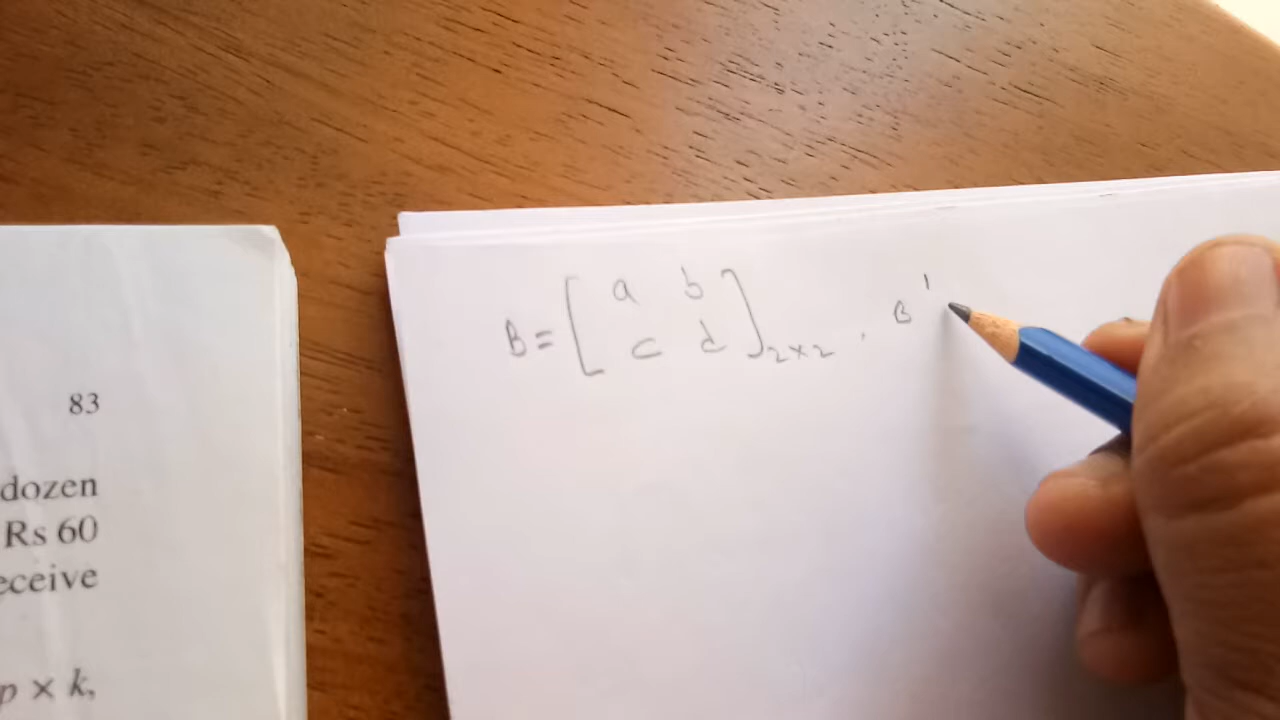 83
dozen
Rs 60
eceive
p × k,
B = [ a b
c d ]2×2 , B'